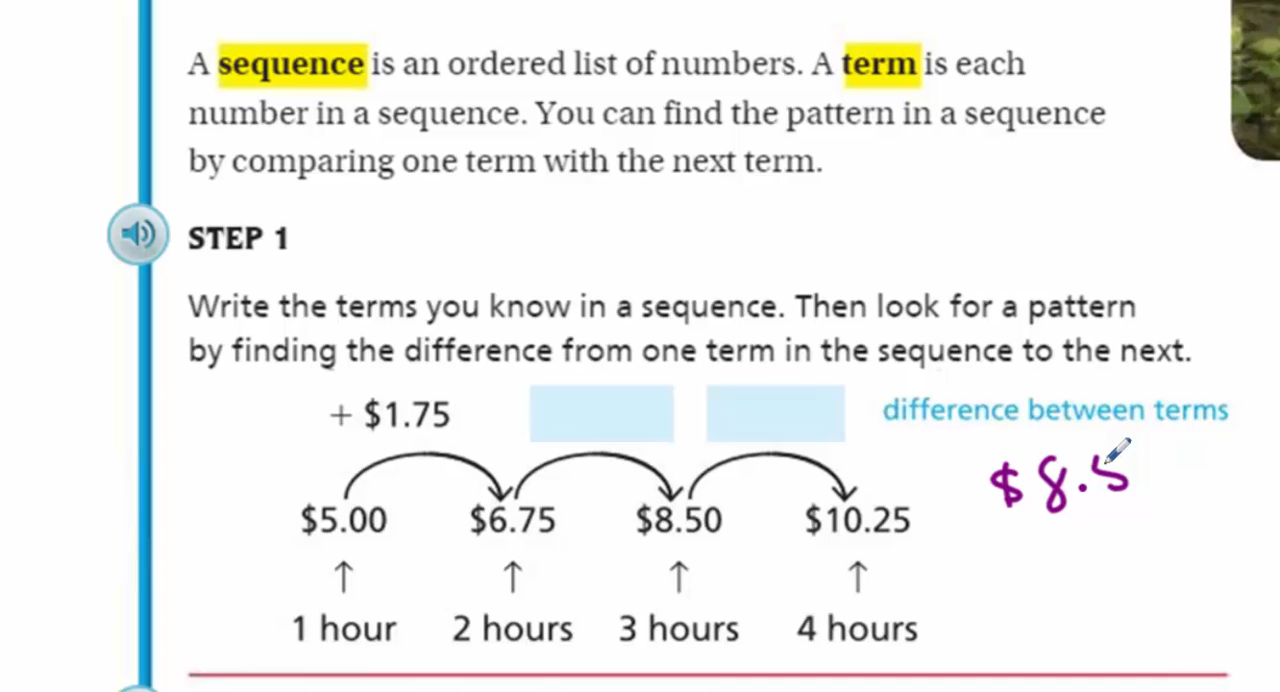 A sequence is an ordered list of numbers. A term is each
number in a sequence. You can find the pattern in a sequence
by comparing one term with the next term.
STEP 1
Write the terms you know in a sequence. Then look for a pattern
by finding the difference from one term in the sequence to the next.
+ $1.75 difference between terms
$8.5
$5.00 $6.75 $8.50 $10.25
↑ ↑ ↑ ↑
1 hour 2 hours 3 hours 4 hours